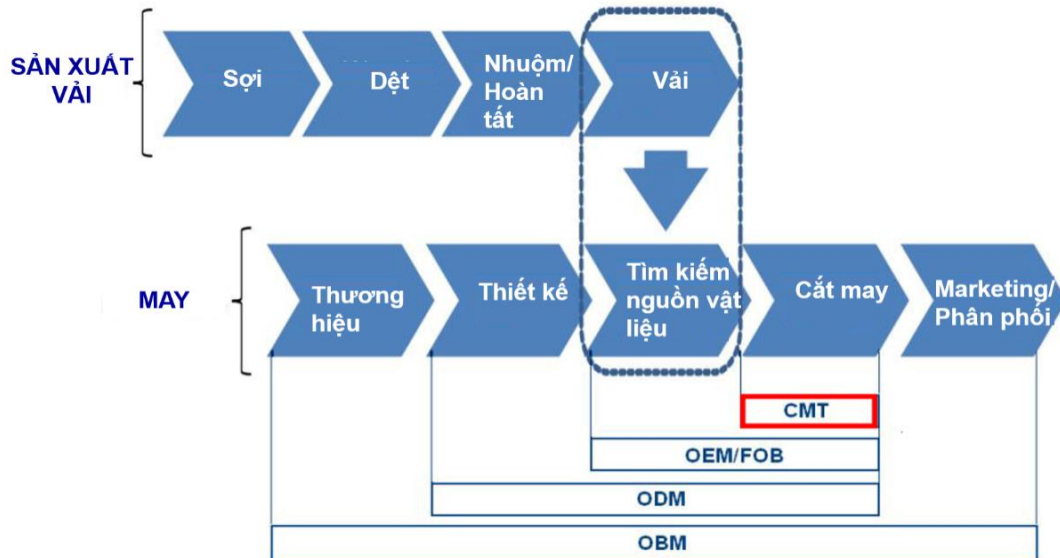 SẢN XUẤT
VẢI
Sợi
Dệt
Nhuộm/
Hoàn
tất
Vải
MAY
Thương
hiệu
Thiết kế
Tìm kiếm
nguồn vật
liệu
Cắt may
Marketing/
Phân phối
CMT
OEM/FOB
ODM
OBM